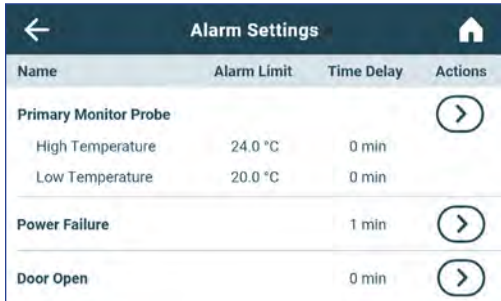 Alarm Settings
Name Alarm Limit Time Delay Actions
Primary Monitor Probe
High Temperature 24.0 °C 0 min
Low Temperature 20.0 °C 0 min
Power Failure 1 min
Door Open 0 min